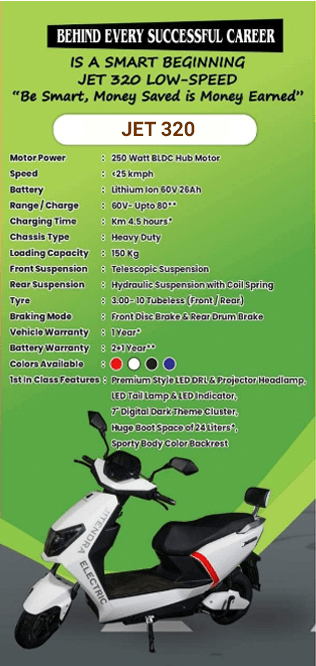 BEHIND EVERY SUCCESSFUL CAREER
IS A SMART BEGINNING
JET 320 LOW-SPEED
“Be Smart, Money Saved is Money Earned”
JET 320
Motor Power : 250 Watt BLDC Hub Motor
Speed : <25 kmph
Battery : Lithium Ion 60V 26Ah
Range / Charge : 60V- Upto 80**
Charging Time : Km 4.5 hours*
Chassis Type : Heavy Duty
Loading Capacity : 150 Kg
Front Suspension : Telescopic Suspension
Rear Suspension : Hydraulic Suspension with Coil Spring
Tyre : 3.00- 10 Tubeless (Front / Rear)
Braking Mode : Front Disc Brake & Rear Drum Brake
Vehicle Warranty : 1 Year*
Battery Warranty : 2+1 Year**
Colors Available :
1st In Class Features : Premium Style LED DRL & Projector Headlamp,
LED Tail Lamp & LED Indicator,
7" Digital Dark Theme Cluster,
Huge Boot Space of 24 Liters*,
Sporty Body Color Backrest
JITENDRA
ELECTRIC